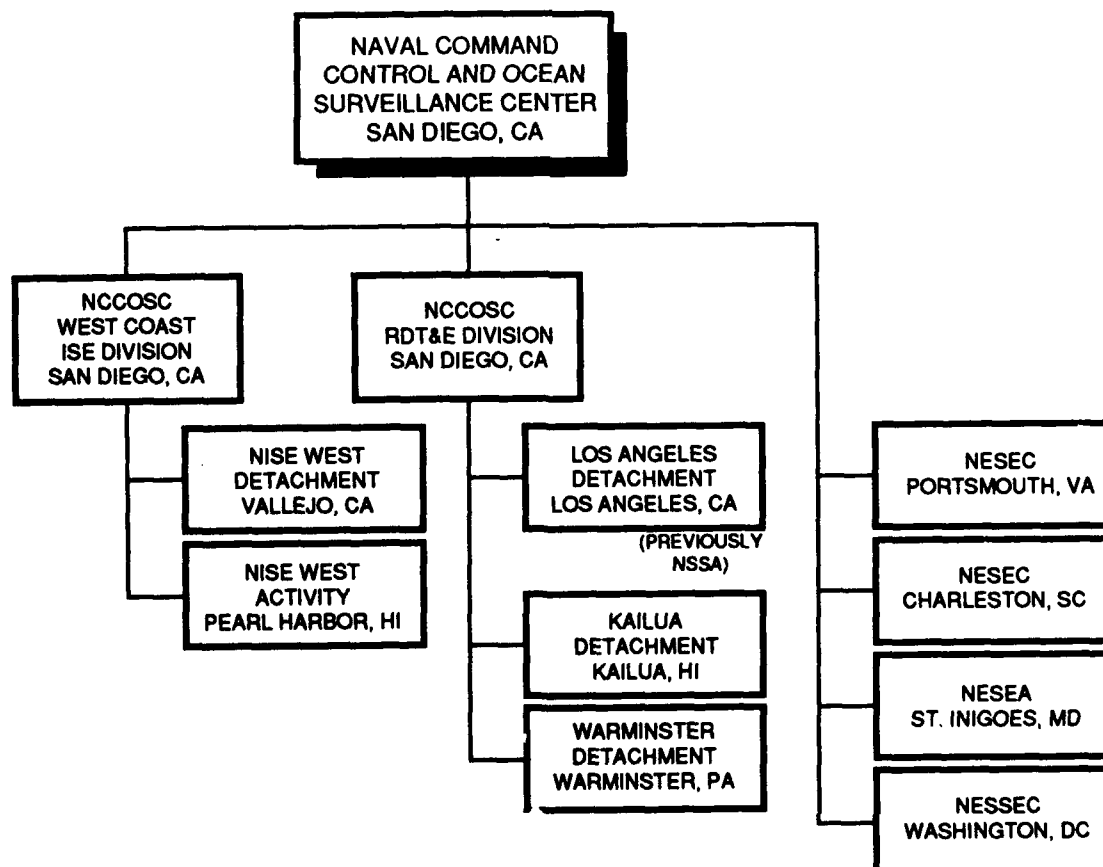 NAVAL COMMAND
CONTROL AND OCEAN
SURVEILLANCE CENTER
SAN DIEGO, CA
NCCOSC
WEST COAST
ISE DIVISION
SAN DIEGO, CA
NCCOSC
RDT&E DIVISION
SAN DIEGO, CA
NISE WEST
DETACHMENT
VALLEJO, CA
NISE WEST
ACTIVITY
PEARL HARBOR, HI
LOS ANGELES
DETACHMENT
LOS ANGELES, CA
(PREVIOUSLY
NSSA)
KAILUA
DETACHMENT
KAILUA, HI
WARMINSTER
DETACHMENT
WARMINSTER, PA
NESEC
PORTSMOUTH, VA
NESEC
CHARLESTON, SC
NESEA
ST. INIGOES, MD
NESSEC
WASHINGTON, DC